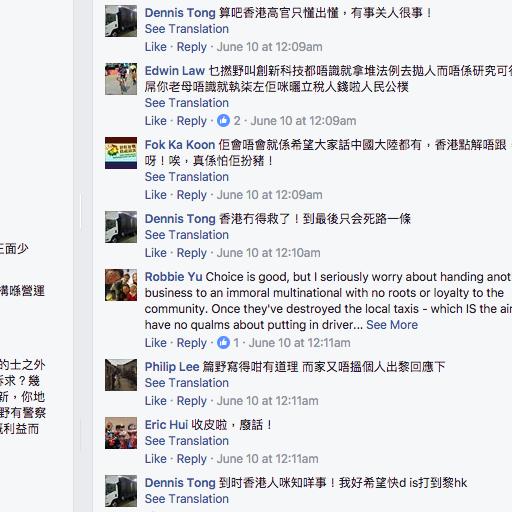 正面少
構喺營運
的士之外
訴求？幾
新，你地
野有警察
利益而
Dennis Tong 算吧香港高官只懂出懂，有事关人很事！
See Translation
Like · Reply · June 10 at 12:09am
Edwin Law 乜撚野叫創新科技都唔識就拿堆法例去拋人而唔係研究可
屌你老母唔識就執柒左佢咪囉立稅人錢啦人民公樸
See Translation
Like · Reply · 2 · June 10 at 12:09am
Fok Ka Koon 佢會唔會就係希望大家話中國大陸都有，香港點解唔跟
呀！唉，真係怕佢扮豬！
See Translation
Like · Reply · June 10 at 12:09am
Dennis Tong 香港冇得救了！到最後只会死路一條
See Translation
Like · Reply · June 10 at 12:10am
Robbie Yu Choice is good, but I seriously worry about handing anot
business to an immoral multinational with no roots or loyalty to the
community. Once they've destroyed the local taxis - which IS the air
have no qualms about putting in driver... See More
Like · Reply · 1 · June 10 at 12:11am
Philip Lee 篇野寫得咁有道理 而家又唔搵個人出黎回應下
See Translation
Like · Reply · June 10 at 12:11am
Eric Hui 收皮啦，廢話！
See Translation
Like · Reply · June 10 at 12:11am
Dennis Tong 到时香港人咪知咩事！我好希望快d is打到黎hk
See Translation